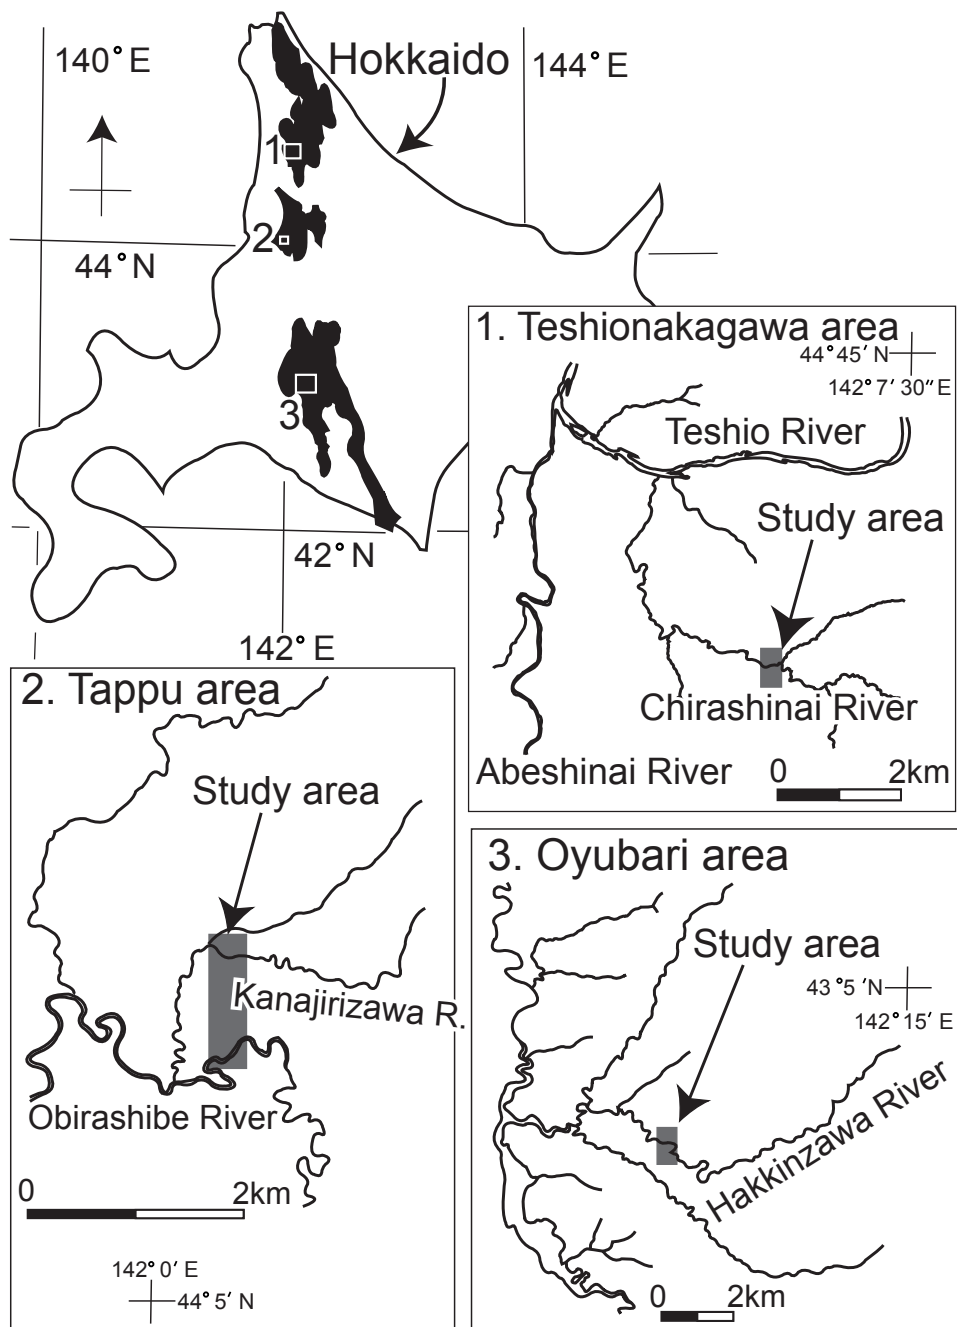 140° E
Hokkaido
144° E
1
2
44° N
3
42° N
142° E
1. Teshionakagawa area
44° 45′ N
142° 7′ 30″ E
Teshio River
Study area
Chirashinai River
Abeshinai River
0 2km
2. Tappu area
Study area
Kanajirizawa R.
Obirashibe River
0 2km
142° 0′ E
44° 5′ N
3. Oyubari area
Study area
43° 5 ′N
142° 15′ E
Hakkinzawa River
0 2km